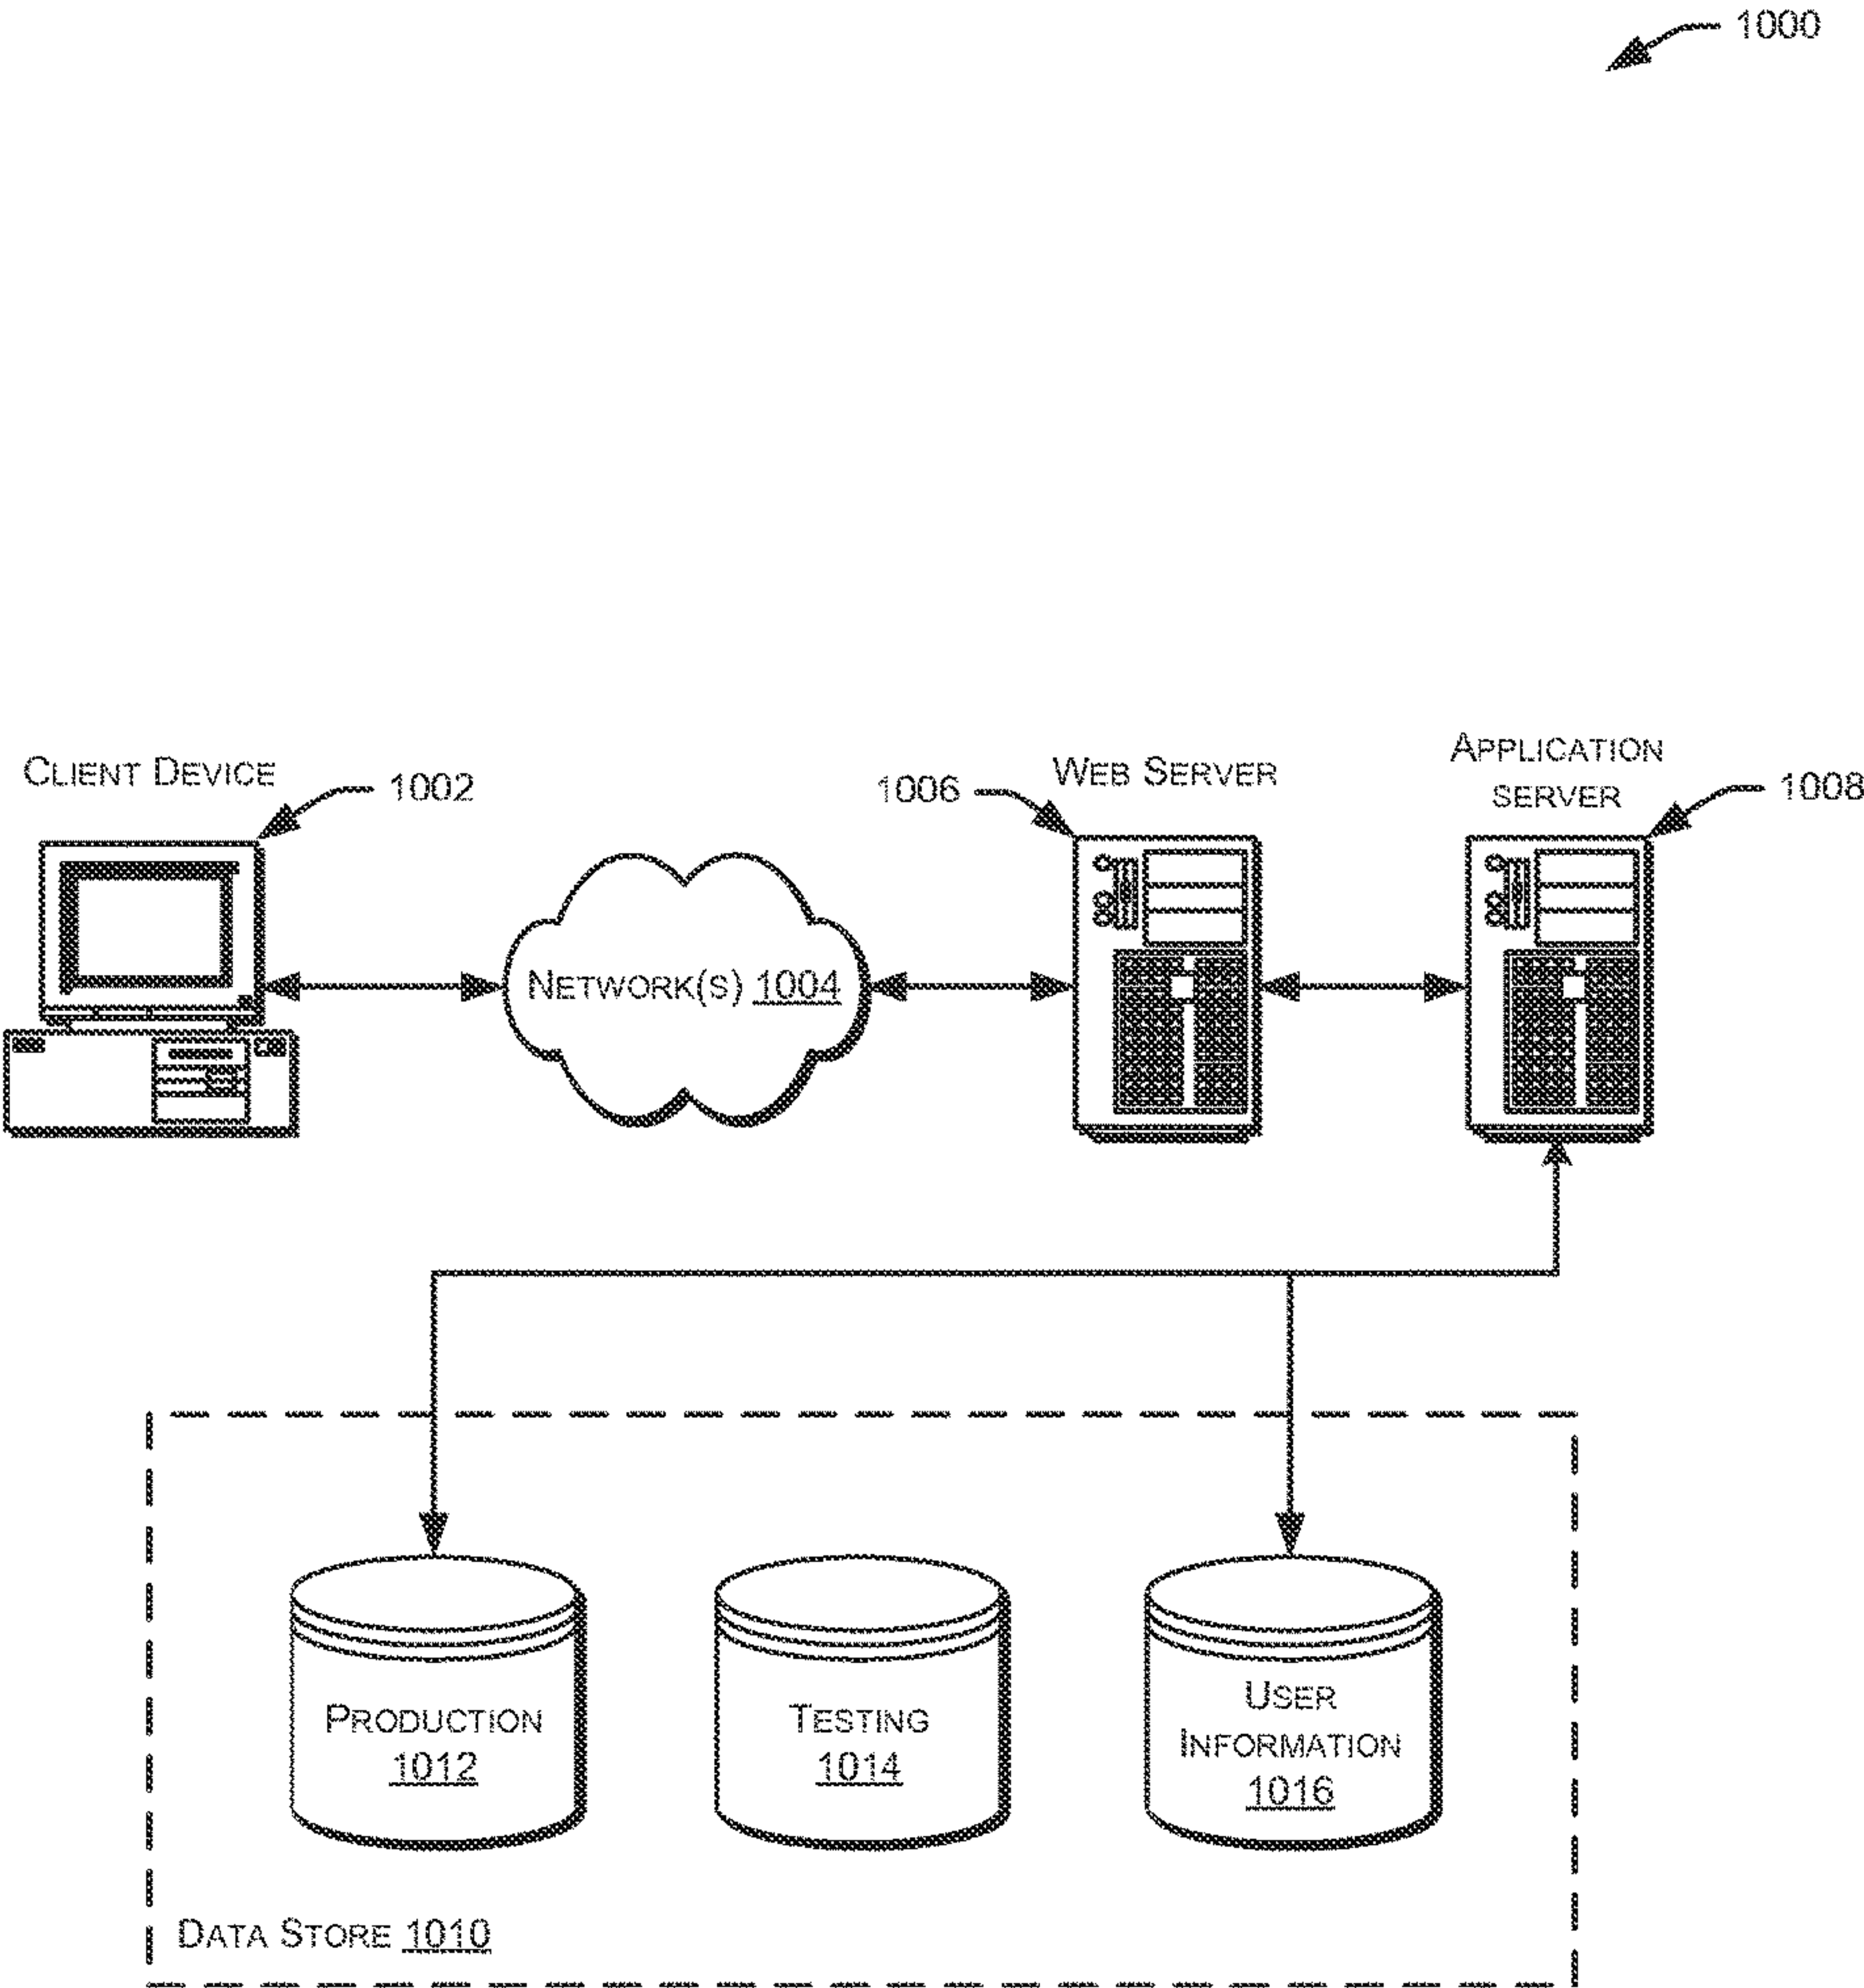 1000
CLIENT DEVICE
1002
1006
WEB SERVER
APPLICATION
SERVER
1008
NETWORK(S) 1004
PRODUCTION
1012
TESTING
1014
USER
INFORMATION
1016
DATA STORE 1010